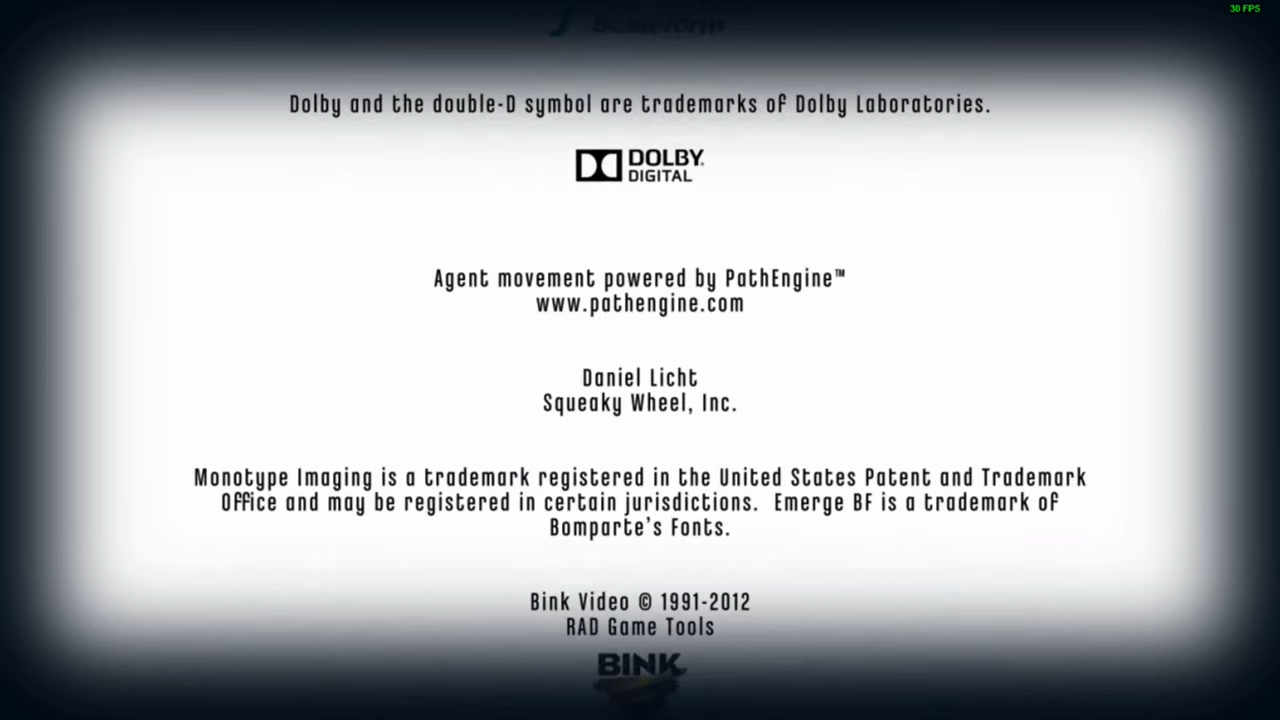 30 FPS
Scaleform
Dolby and the double-D symbol are trademarks of Dolby Laboratories.
DOLBY
DIGITAL
Agent movement powered by PathEngine™
www.pathengine.com
Daniel Licht
Squeaky Wheel, Inc.
Monotype Imaging is a trademark registered in the United States Patent and Trademark
Office and may be registered in certain jurisdictions.  Emerge BF is a trademark of
Bomparte's Fonts.
Bink Video © 1991-2012
RAD Game Tools
BINK